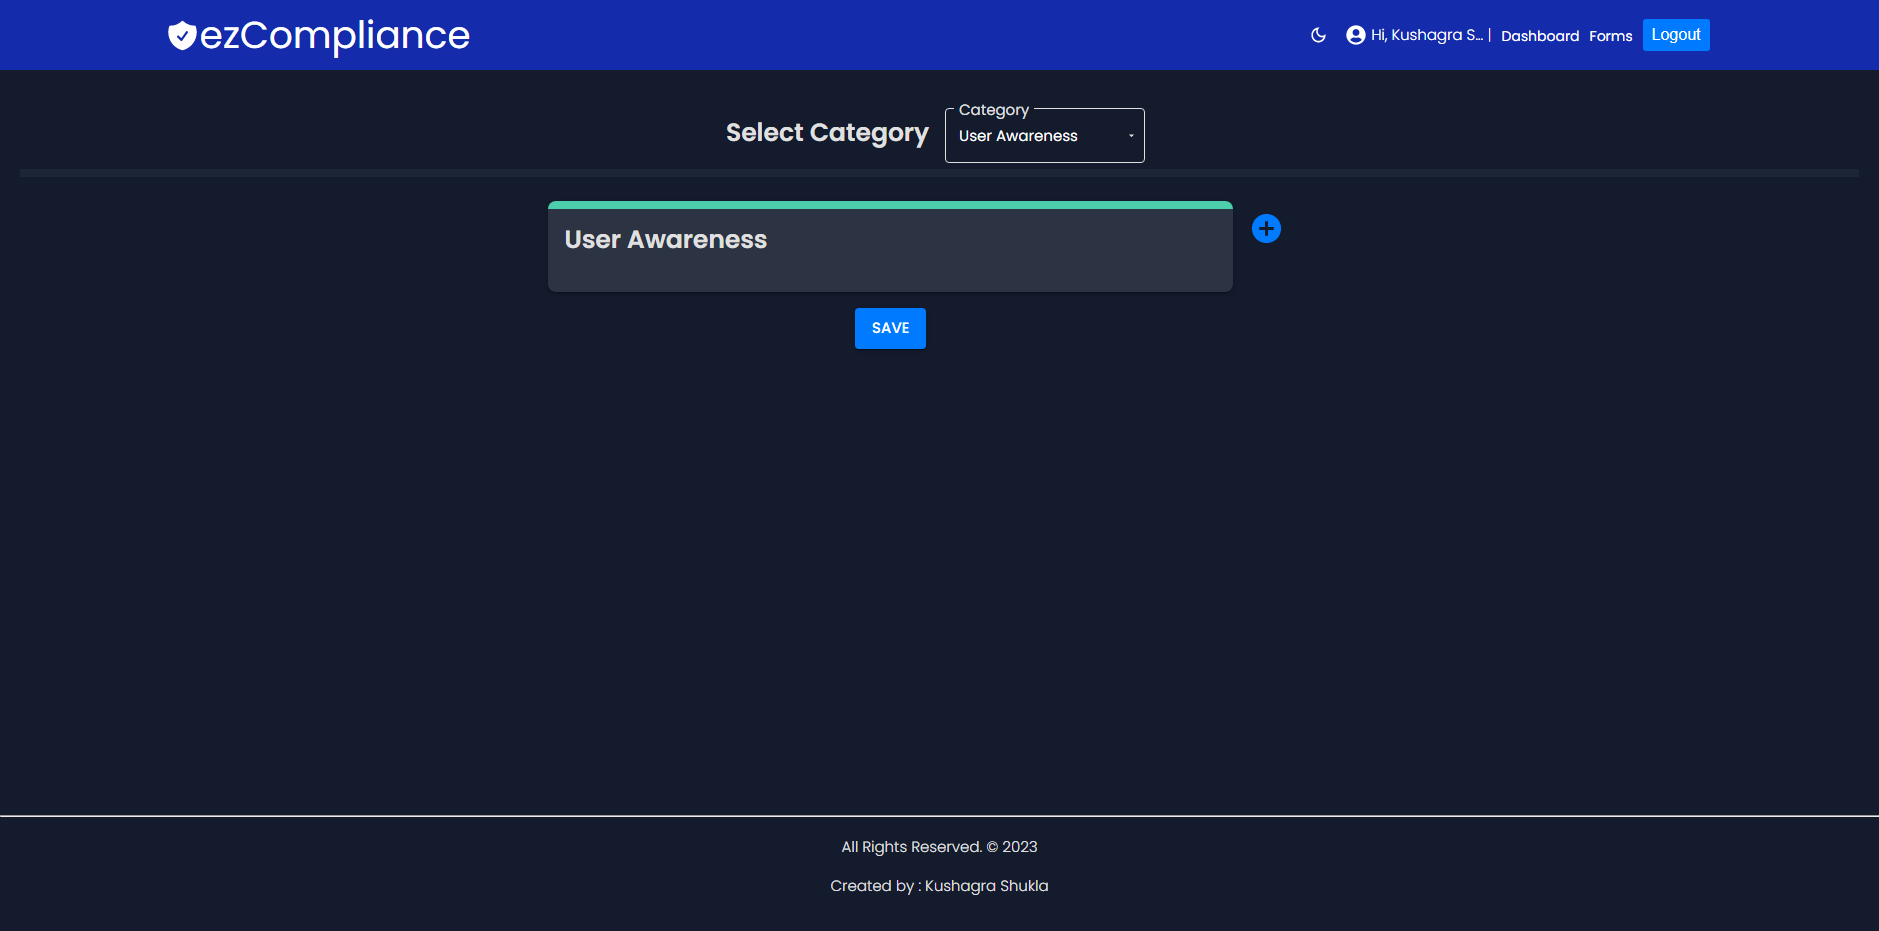 ezCompliance
Hi, Kushagra S... | Dashboard Forms Logout
Category
Select Category User Awareness
User Awareness
SAVE
All Rights Reserved. © 2023
Created by : Kushagra Shukla